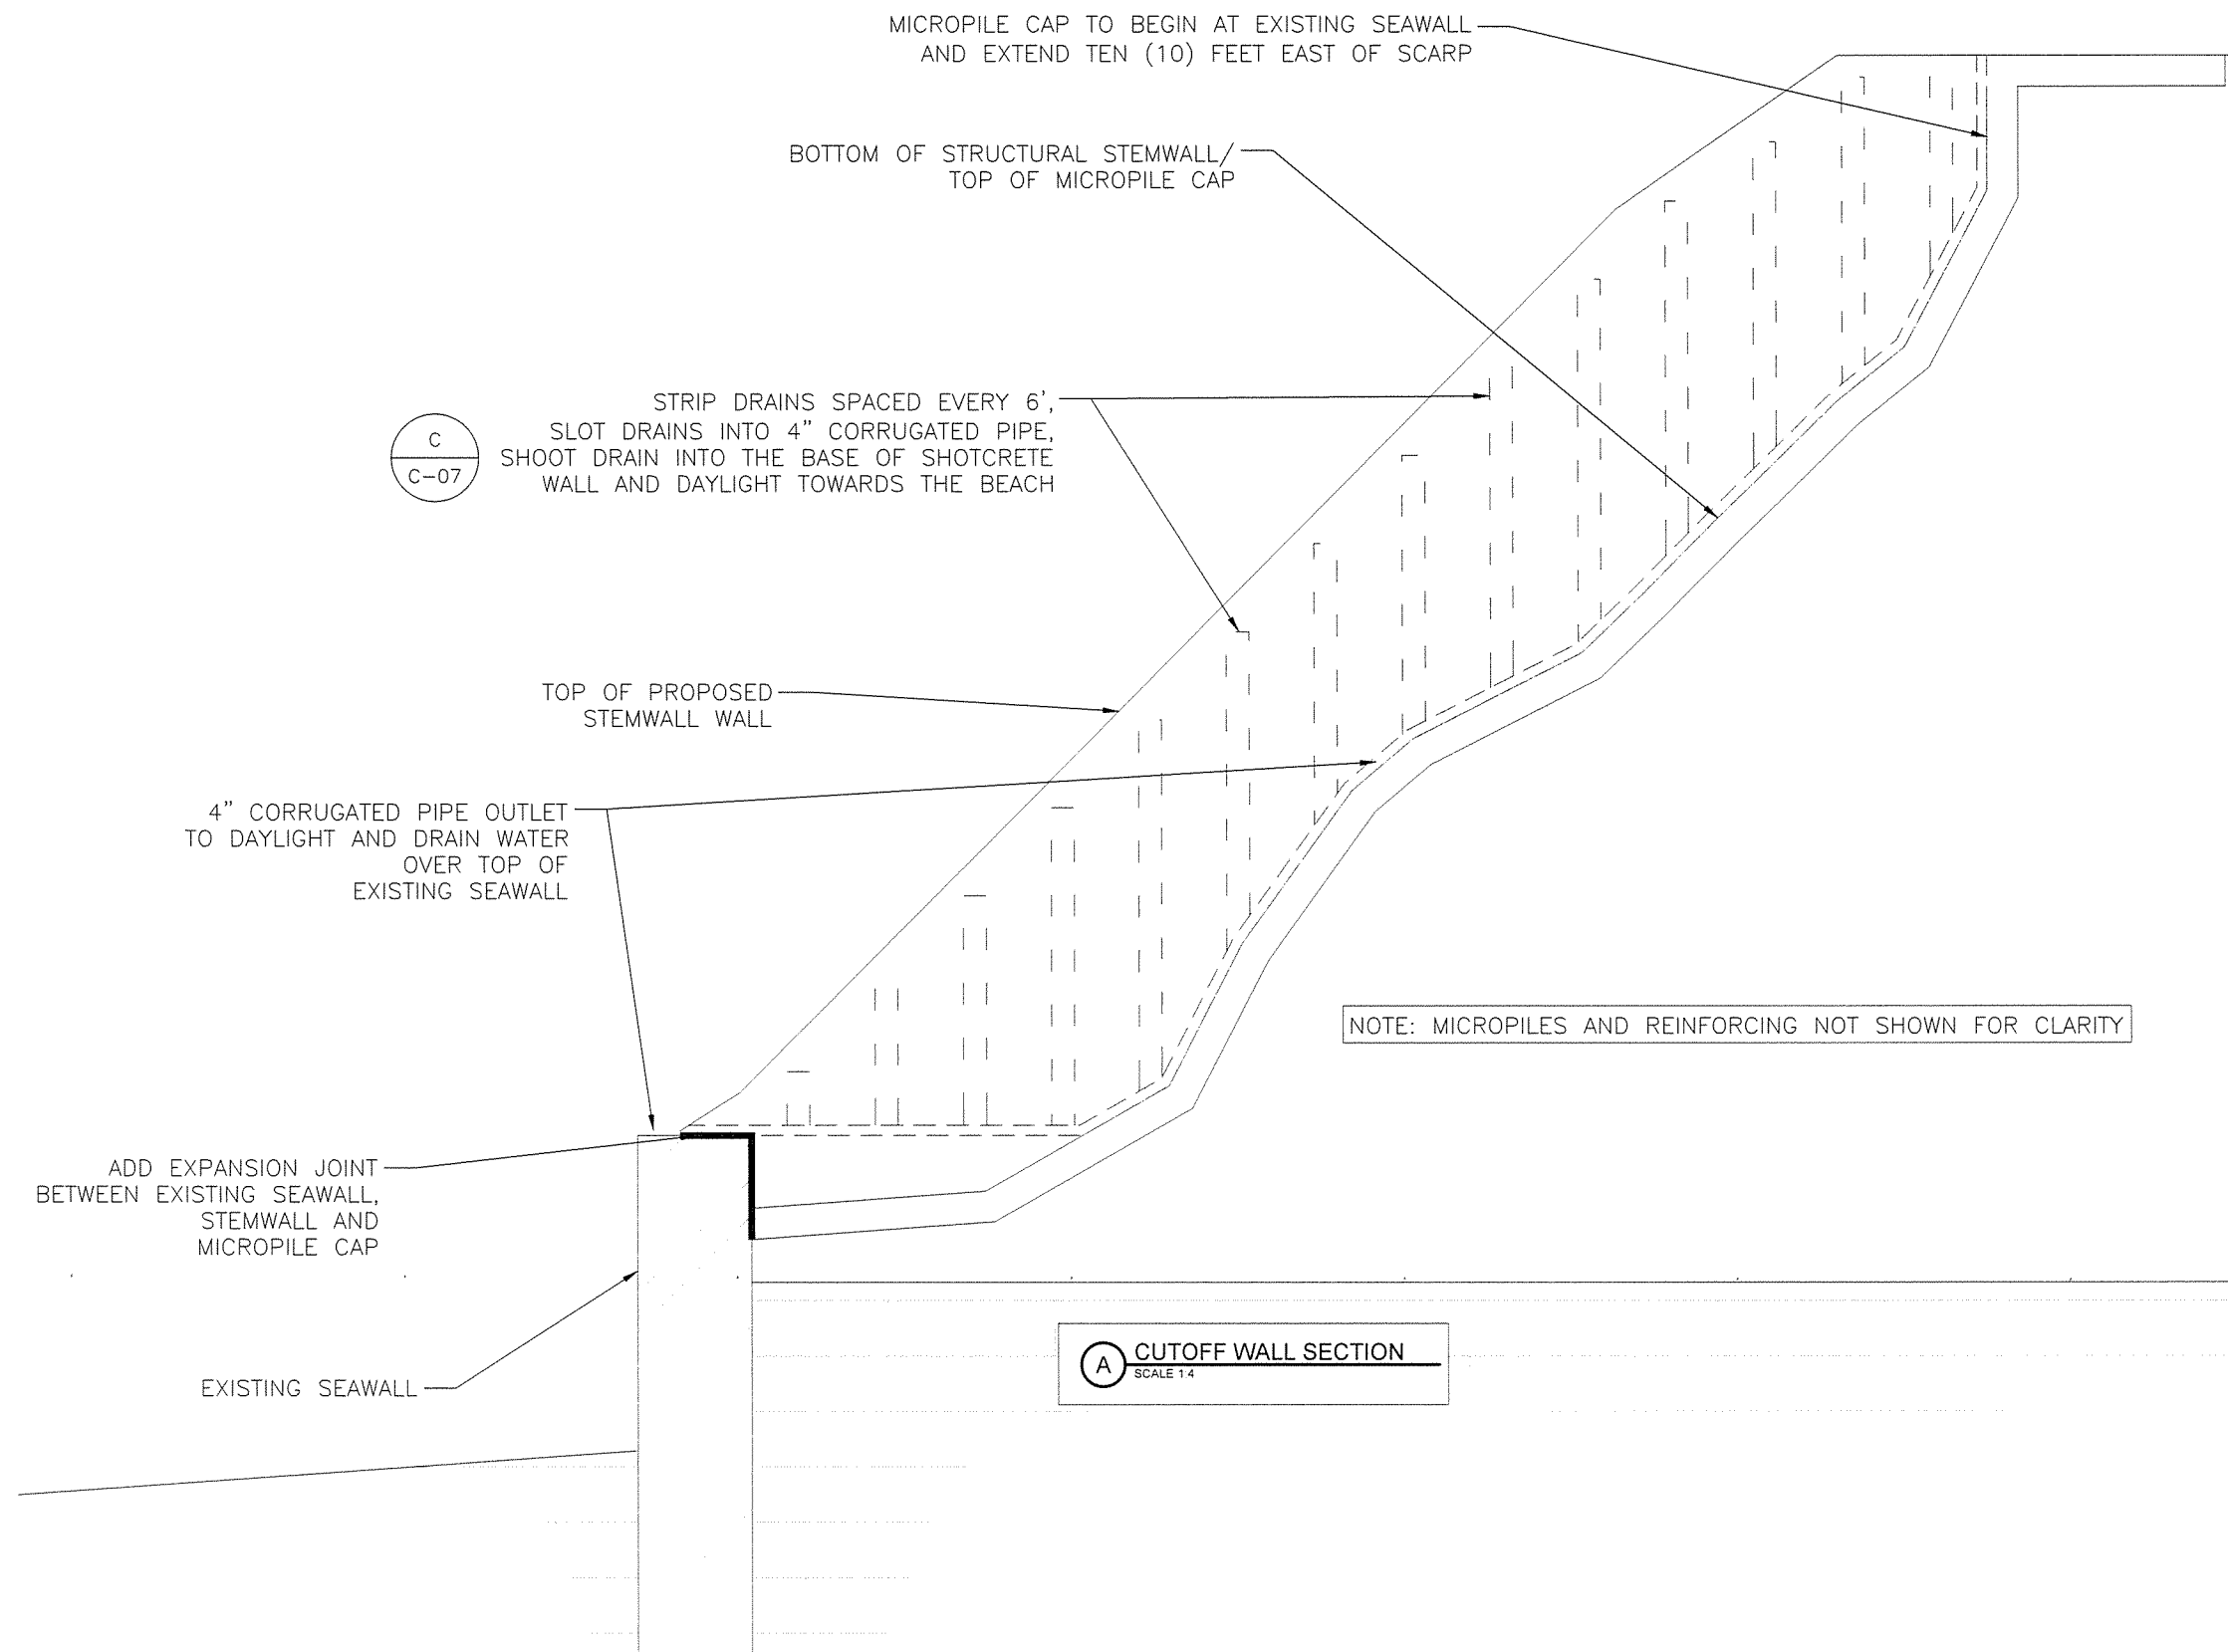 MICROPILE CAP TO BEGIN AT EXISTING SEAWALL
AND EXTEND TEN (10) FEET EAST OF SCARP
BOTTOM OF STRUCTURAL STEMWALL/
TOP OF MICROPILE CAP
STRIP DRAINS SPACED EVERY 6',
SLOT DRAINS INTO 4" CORRUGATED PIPE,
SHOOT DRAIN INTO THE BASE OF SHOTCRETE
WALL AND DAYLIGHT TOWARDS THE BEACH
C
C-07
TOP OF PROPOSED
STEMWALL WALL
4" CORRUGATED PIPE OUTLET
TO DAYLIGHT AND DRAIN WATER
OVER TOP OF
EXISTING SEAWALL
NOTE: MICROPILES AND REINFORCING NOT SHOWN FOR CLARITY
ADD EXPANSION JOINT
BETWEEN EXISTING SEAWALL,
STEMWALL AND
MICROPILE CAP
EXISTING SEAWALL
A
CUTOFF WALL SECTION
SCALE 1:4